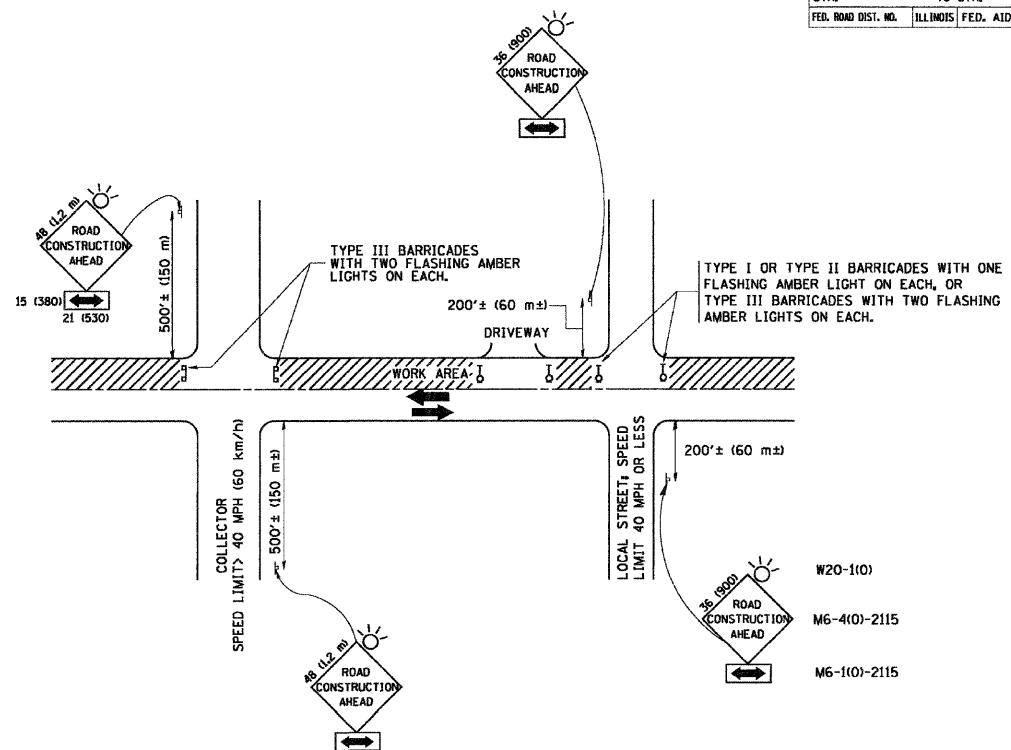 FED. ROAD DIST. NO. ILLINOIS FED. AID
36 (900)
ROAD
CONSTRUCTION
AHEAD
48 (1.2 m)
ROAD
CONSTRUCTION
AHEAD
15 (380)
21 (530)
500'± (150 m)
TYPE III BARRICADES
WITH TWO FLASHING AMBER
LIGHTS ON EACH.
200'± (60 m±)
DRIVEWAY
TYPE I OR TYPE II BARRICADES WITH ONE
FLASHING AMBER LIGHT ON EACH, OR
TYPE III BARRICADES WITH TWO FLASHING
AMBER LIGHTS ON EACH.
WORK AREA
COLLECTOR
SPEED LIMIT> 40 MPH (60 km/h)
500'± (150 m±)
LOCAL STREET; SPEED
LIMIT 40 MPH OR LESS
200'± (60 m±)
48 (1.2 m)
ROAD
CONSTRUCTION
AHEAD
36 (900)
ROAD
CONSTRUCTION
AHEAD
W20-1(O)
M6-4(O)-2115
M6-1(O)-2115